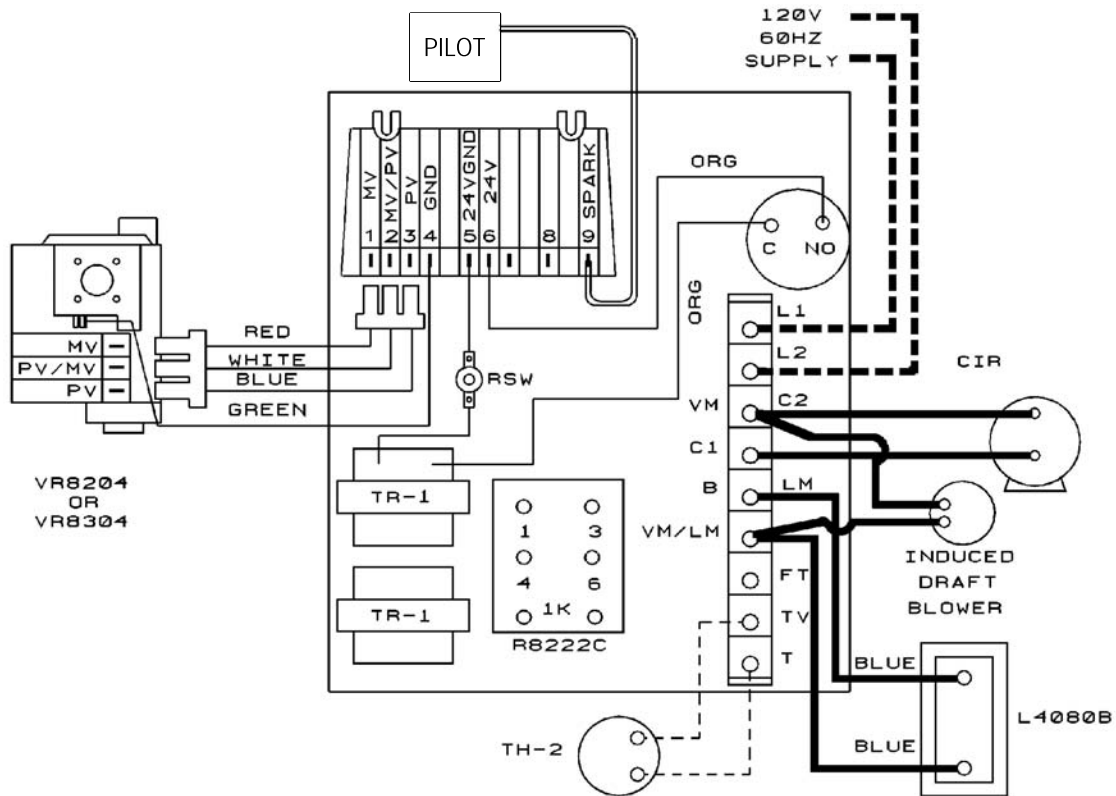 120V
60HZ
SUPPLY
PILOT
ORG
MV
MV/PV
PV
GND
24VGND
24V
SPARK
1
2
3
4
5
6
8
9
C
NO
ORG
L1
L2
CIR
VM
C2
C1
B
LM
VM/LM
FT
TV
T
RED
WHITE
BLUE
GREEN
MV
PV/MV
PV
RSW
VR8204
OR
VR8304
TR-1
TR-1
1
3
4
6
1K
R8222C
INDUCED
DRAFT
BLOWER
BLUE
L4080B
BLUE
TH-2